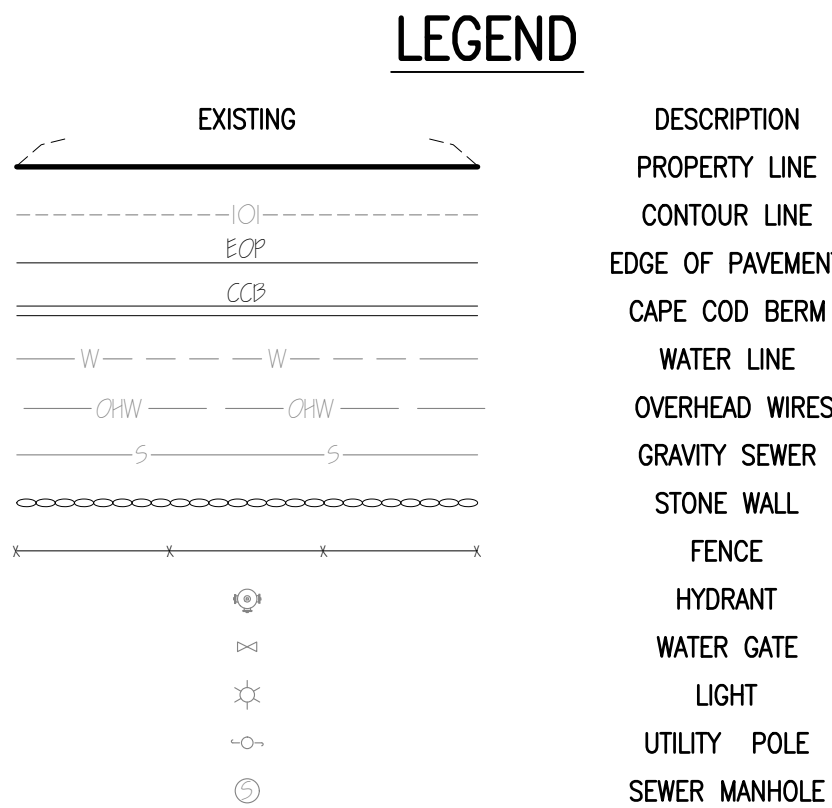 LEGEND
EXISTING DESCRIPTION
PROPERTY LINE
101 CONTOUR LINE
EOP EDGE OF PAVEMENT
CCB CAPE COD BERM
W W WATER LINE
OHW OHW OVERHEAD WIRES
S S GRAVITY SEWER
STONE WALL
FENCE
HYDRANT
WATER GATE
LIGHT
UTILITY POLE
S SEWER MANHOLE